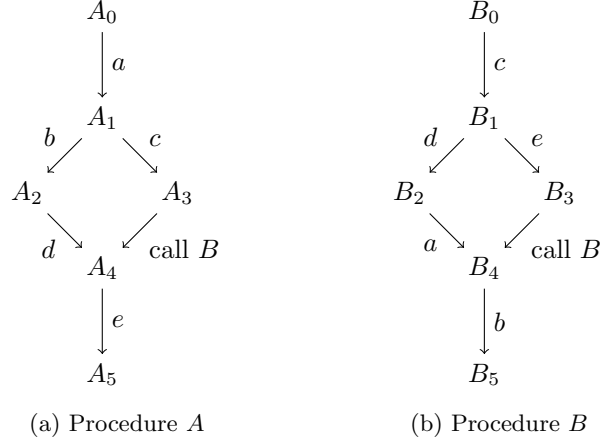 A0 B0
a c
A1 B1
b c d e
A2 A3 B2 B3
d call B a call B
A4 B4
e b
A5 B5
(a) Procedure A (b) Procedure B